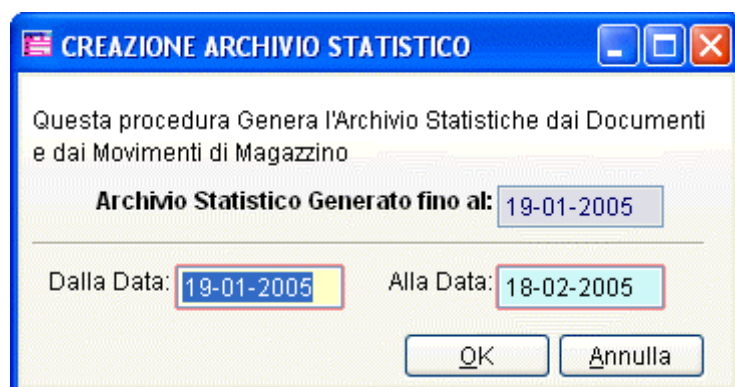 CREAZIONE ARCHIVIO STATISTICO
Questa procedura Genera l'Archivio Statistiche dai Documenti
e dai Movimenti di Magazzino
Archivio Statistico Generato fino al: 19-01-2005
Dalla Data: 19-01-2005 Alla Data: 18-02-2005
OK Annulla